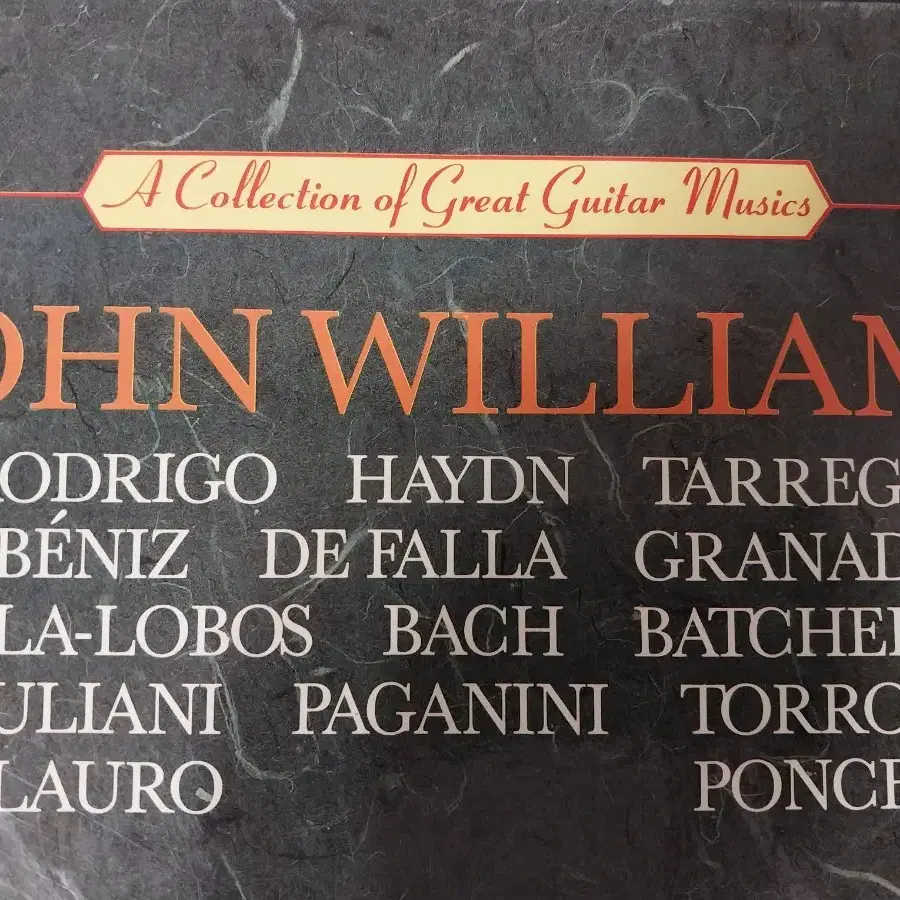 A Collection of Great Guitar Musics
OHN WILLIAM
RODRIGO HAYDN TARREG
BÉNIZ DE FALLA GRANAD
LA-LOBOS BACH BATCHEL
ULIANI PAGANINI TORRO
LAURO PONCE